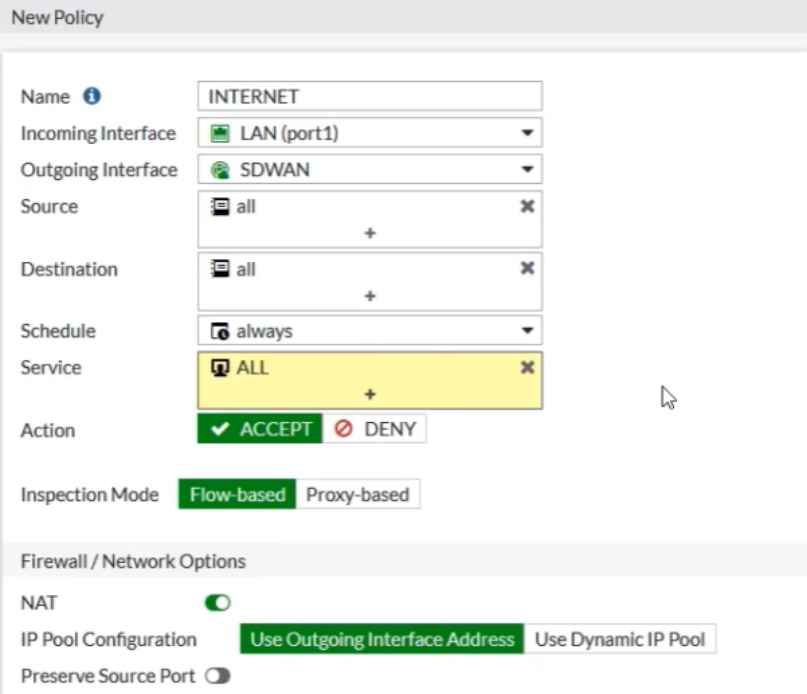 New Policy
Name INTERNET
Incoming Interface LAN (port1)
Outgoing Interface SDWAN
Source all
+
Destination all
+
Schedule always
Service ALL
+
Action ACCEPT DENY
Inspection Mode Flow-based Proxy-based
Firewall / Network Options
NAT
IP Pool Configuration Use Outgoing Interface Address Use Dynamic IP Pool
Preserve Source Port